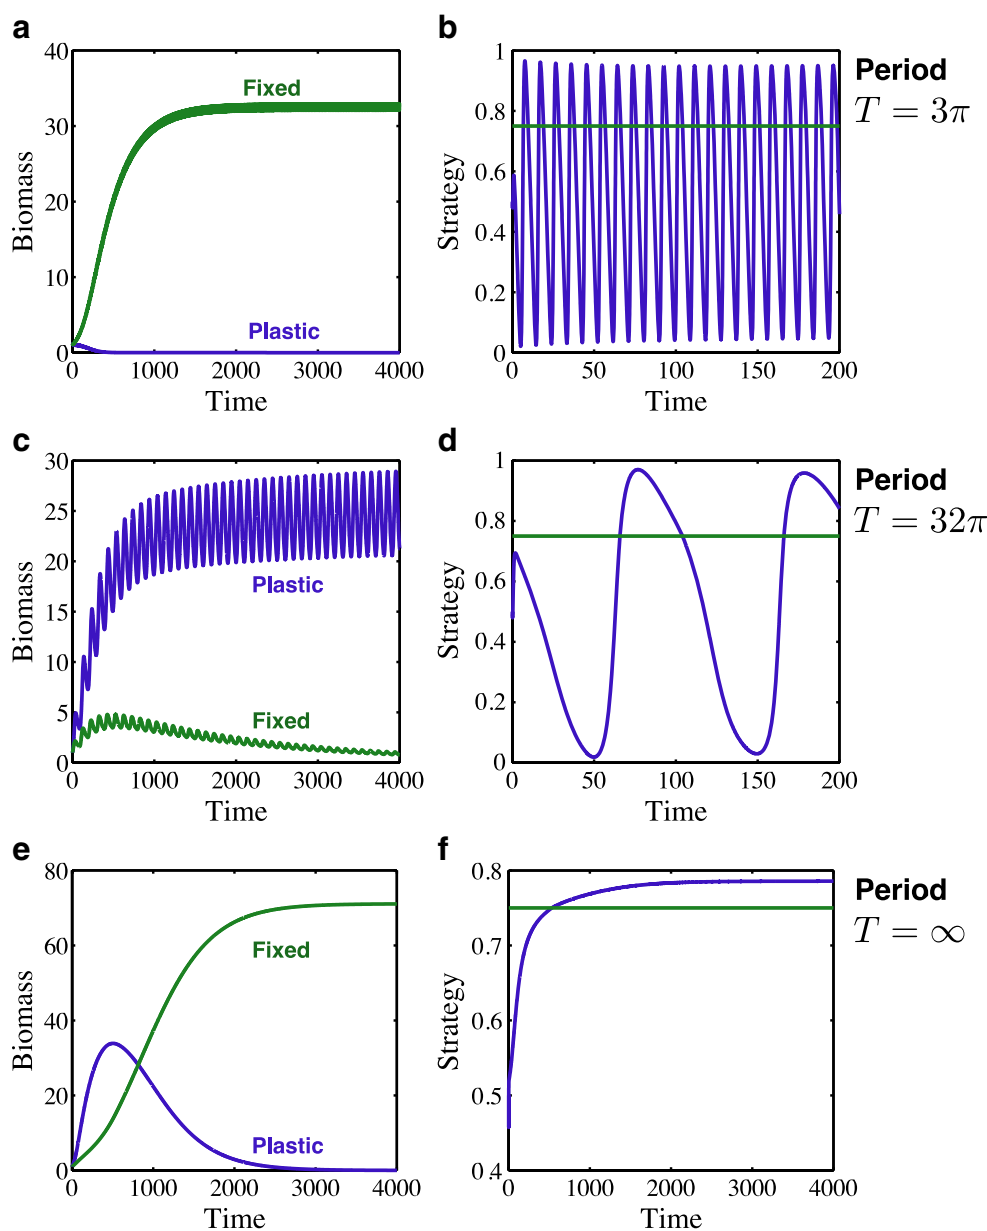 a
40
30
20
10
0
Biomass
Fixed
Plastic
0 1000 2000 3000 4000
Time
b
1
0.8
0.6
0.4
0.2
0
Strategy
0 50 100 150 200
Time
Period
T = 3π
c
30
25
20
15
10
5
0
Biomass
Plastic
Fixed
0 1000 2000 3000 4000
Time
d
1
0.8
0.6
0.4
0.2
0
Strategy
0 50 100 150 200
Time
Period
T = 32π
e
80
60
40
20
0
Biomass
Fixed
Plastic
0 1000 2000 3000 4000
Time
f
0.8
0.7
0.6
0.5
0.4
Strategy
0 1000 2000 3000 4000
Time
Period
T = ∞